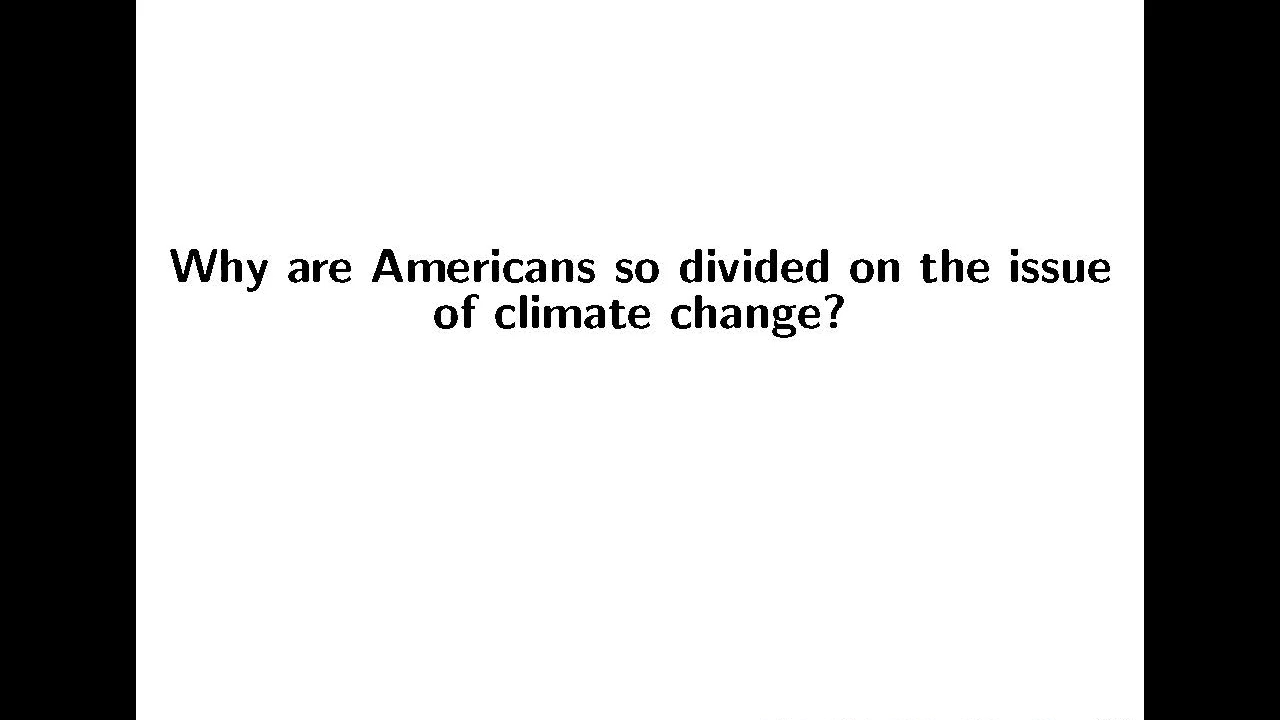 Why are Americans so divided on the issue
of climate change?